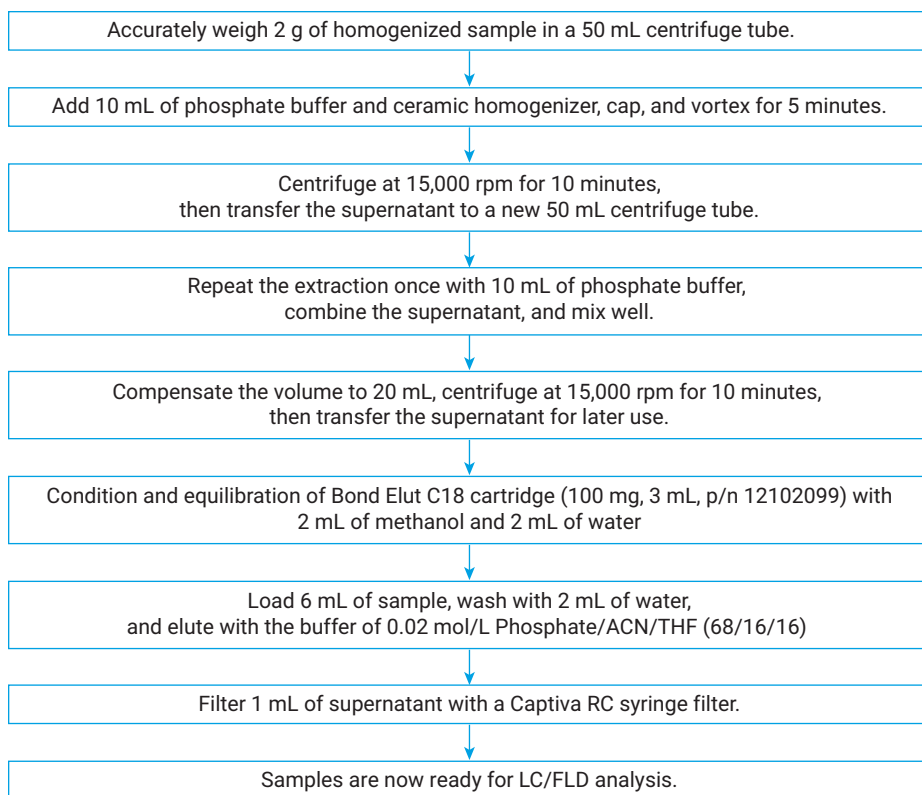 Accurately weigh 2 g of homogenized sample in a 50 mL centrifuge tube.
Add 10 mL of phosphate buffer and ceramic homogenizer, cap, and vortex for 5 minutes.
Centrifuge at 15,000 rpm for 10 minutes,
then transfer the supernatant to a new 50 mL centrifuge tube.
Repeat the extraction once with 10 mL of phosphate buffer,
combine the supernatant, and mix well.
Compensate the volume to 20 mL, centrifuge at 15,000 rpm for 10 minutes,
then transfer the supernatant for later use.
Condition and equilibration of Bond Elut C18 cartridge (100 mg, 3 mL, p/n 12102099) with
2 mL of methanol and 2 mL of water
Load 6 mL of sample, wash with 2 mL of water,
and elute with the buffer of 0.02 mol/L Phosphate/ACN/THF (68/16/16)
Filter 1 mL of supernatant with a Captiva RC syringe filter.
Samples are now ready for LC/FLD analysis.